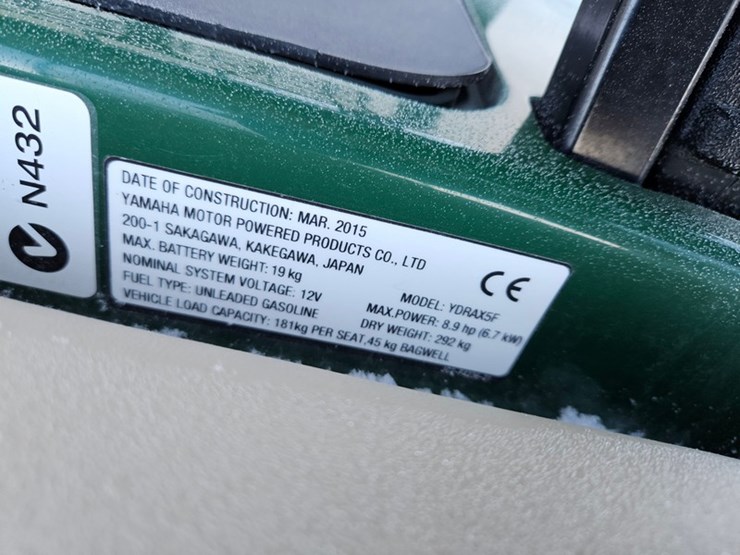 N432
DATE OF CONSTRUCTION: MAR. 2015
YAMAHA MOTOR POWERED PRODUCTS CO., LTD
200-1 SAKAGAWA, KAKEGAWA, JAPAN
CE
MAX. BATTERY WEIGHT: 19 kg
MODEL: YDRAX5F
NOMINAL SYSTEM VOLTAGE: 12V
MAX.POWER: 8.9 hp (6.7 kW)
FUEL TYPE: UNLEADED GASOLINE
DRY WEIGHT: 292 kg
VEHICLE LOAD CAPACITY: 181kg PER SEAT,45 kg BAGWELL